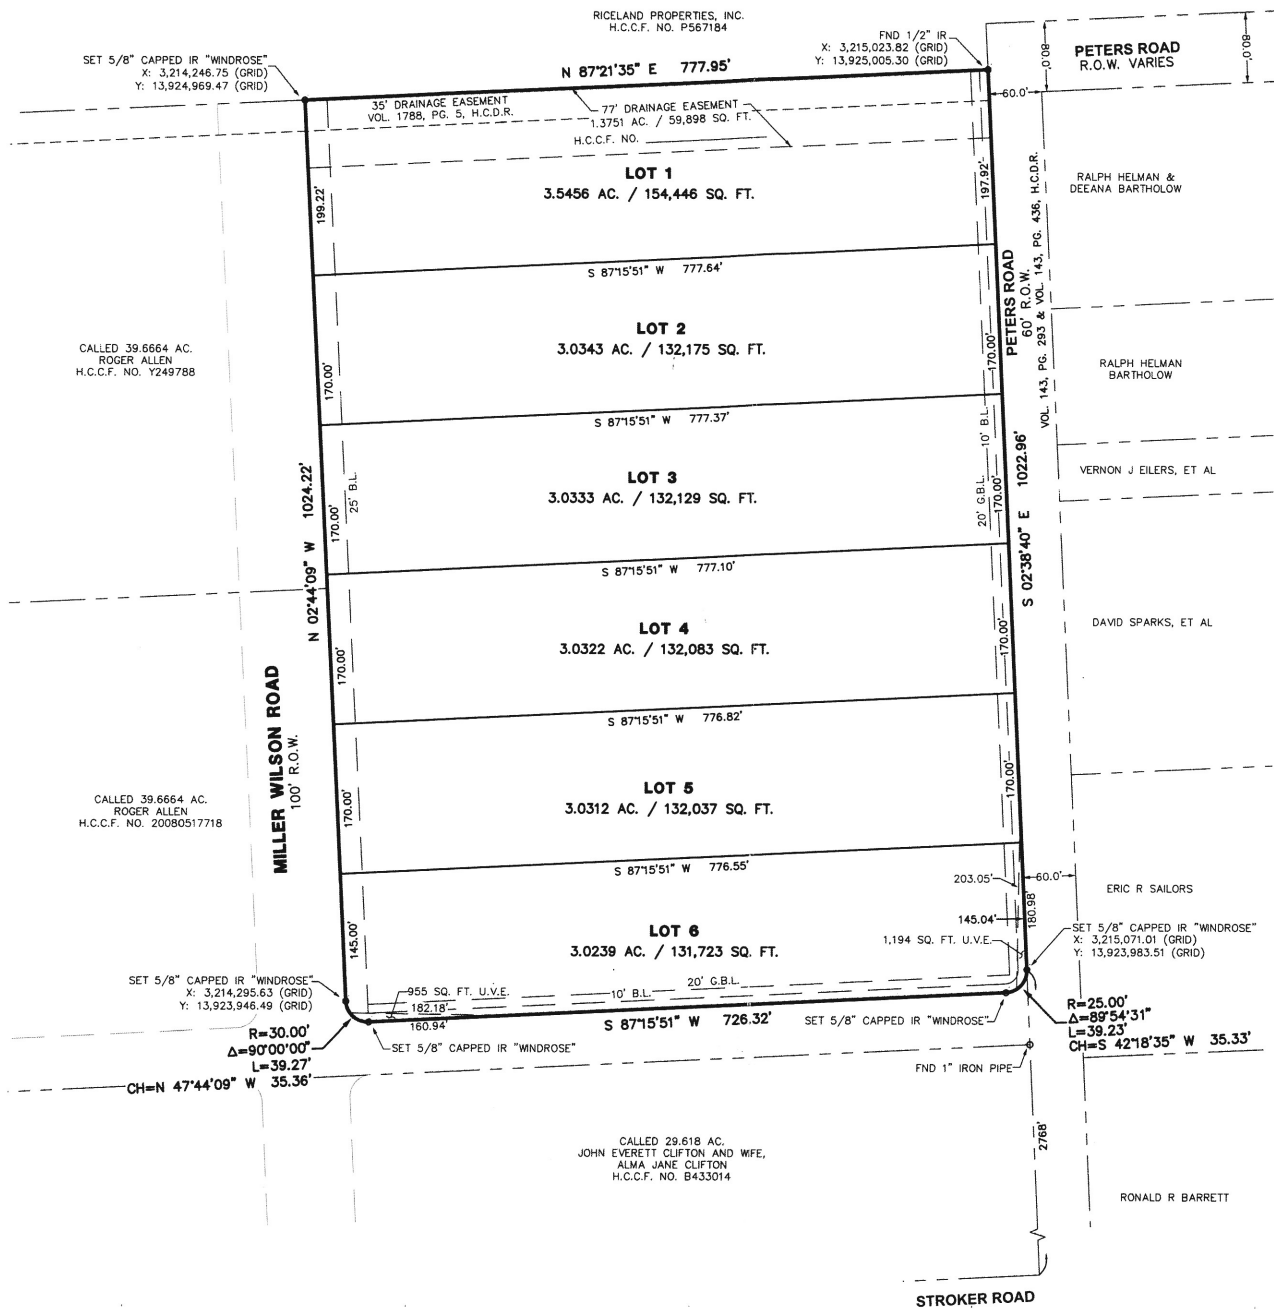 RICELAND PROPERTIES, INC.
H.C.C.F. NO. P567184
SET 5/8" CAPPED IR "WINDROSE"
X: 3,214,246.75 (GRID)
Y: 13,924,969.47 (GRID)
FND 1/2" IR
X: 3,215,023.82 (GRID)
Y: 13,925,005.30 (GRID)
80.0'
PETERS ROAD
R.O.W. VARIES
80.0'
N 87°21'35" E 777.95'
60.0'
35' DRAINAGE EASEMENT
VOL. 1788, PG. 5, H.C.D.R.
77' DRAINAGE EASEMENT
1.3751 AC. / 59,898 SQ. FT.
H.C.C.F. NO.
LOT 1
3.5456 AC. / 154,446 SQ. FT.
199.22'
197.92'
RALPH HELMAN &
DEEANA BARTHOLOW
S 87°15'51" W 777.64'
PETERS ROAD
60' R.O.W.
VOL. 143, PG. 293 & VOL. 143, PG. 436, H.C.D.R.
LOT 2
3.0343 AC. / 132,175 SQ. FT.
170.00'
170.00'
CALLED 39.6664 AC.
ROGER ALLEN
H.C.C.F. NO. Y249788
RALPH HELMAN
BARTHOLOW
S 87°15'51" W 777.37'
10' B.L.
20' G.B.L.
LOT 3
3.0333 AC. / 132,129 SQ. FT.
25' B.L.
170.00'
170.00'
N 02°44'09" W 1024.22'
S 02°38'40" E 1022.96'
VERNON J EILERS, ET AL
S 87°15'51" W 777.10'
LOT 4
3.0322 AC. / 132,083 SQ. FT.
170.00'
170.00'
DAVID SPARKS, ET AL
S 87°15'51" W 776.82'
MILLER WILSON ROAD
100' R.O.W.
LOT 5
3.0312 AC. / 132,037 SQ. FT.
170.00'
170.00'
CALLED 39.6664 AC.
ROGER ALLEN
H.C.C.F. NO. 20080517718
S 87°15'51" W 776.55'
203.05'
60.0'
ERIC R SAILORS
LOT 6
3.0239 AC. / 131,723 SQ. FT.
145.00'
145.04'
180.98'
1,194 SQ. FT. U.V.E.
SET 5/8" CAPPED IR "WINDROSE"
X: 3,215,071.01 (GRID)
Y: 13,923,983.51 (GRID)
SET 5/8" CAPPED IR "WINDROSE"
X: 3,214,295.63 (GRID)
Y: 13,923,946.49 (GRID)
955 SQ. FT. U.V.E.
182.18'
160.94'
10' B.L.
20' G.B.L.
S 87°15'51" W 726.32'
SET 5/8" CAPPED IR "WINDROSE"
R=25.00'
Δ=89°54'31"
L=39.23'
CH=S 42°18'35" W 35.33'
R=30.00'
Δ=90°00'00"
L=39.27'
CH=N 47°44'09" W 35.36'
SET 5/8" CAPPED IR "WINDROSE"
FND 1" IRON PIPE
2768'
CALLED 29.618 AC.
JOHN EVERETT CLIFTON AND WIFE,
ALMA JANE CLIFTON
H.C.C.F. NO. B433014
RONALD R BARRETT
STROKER ROAD